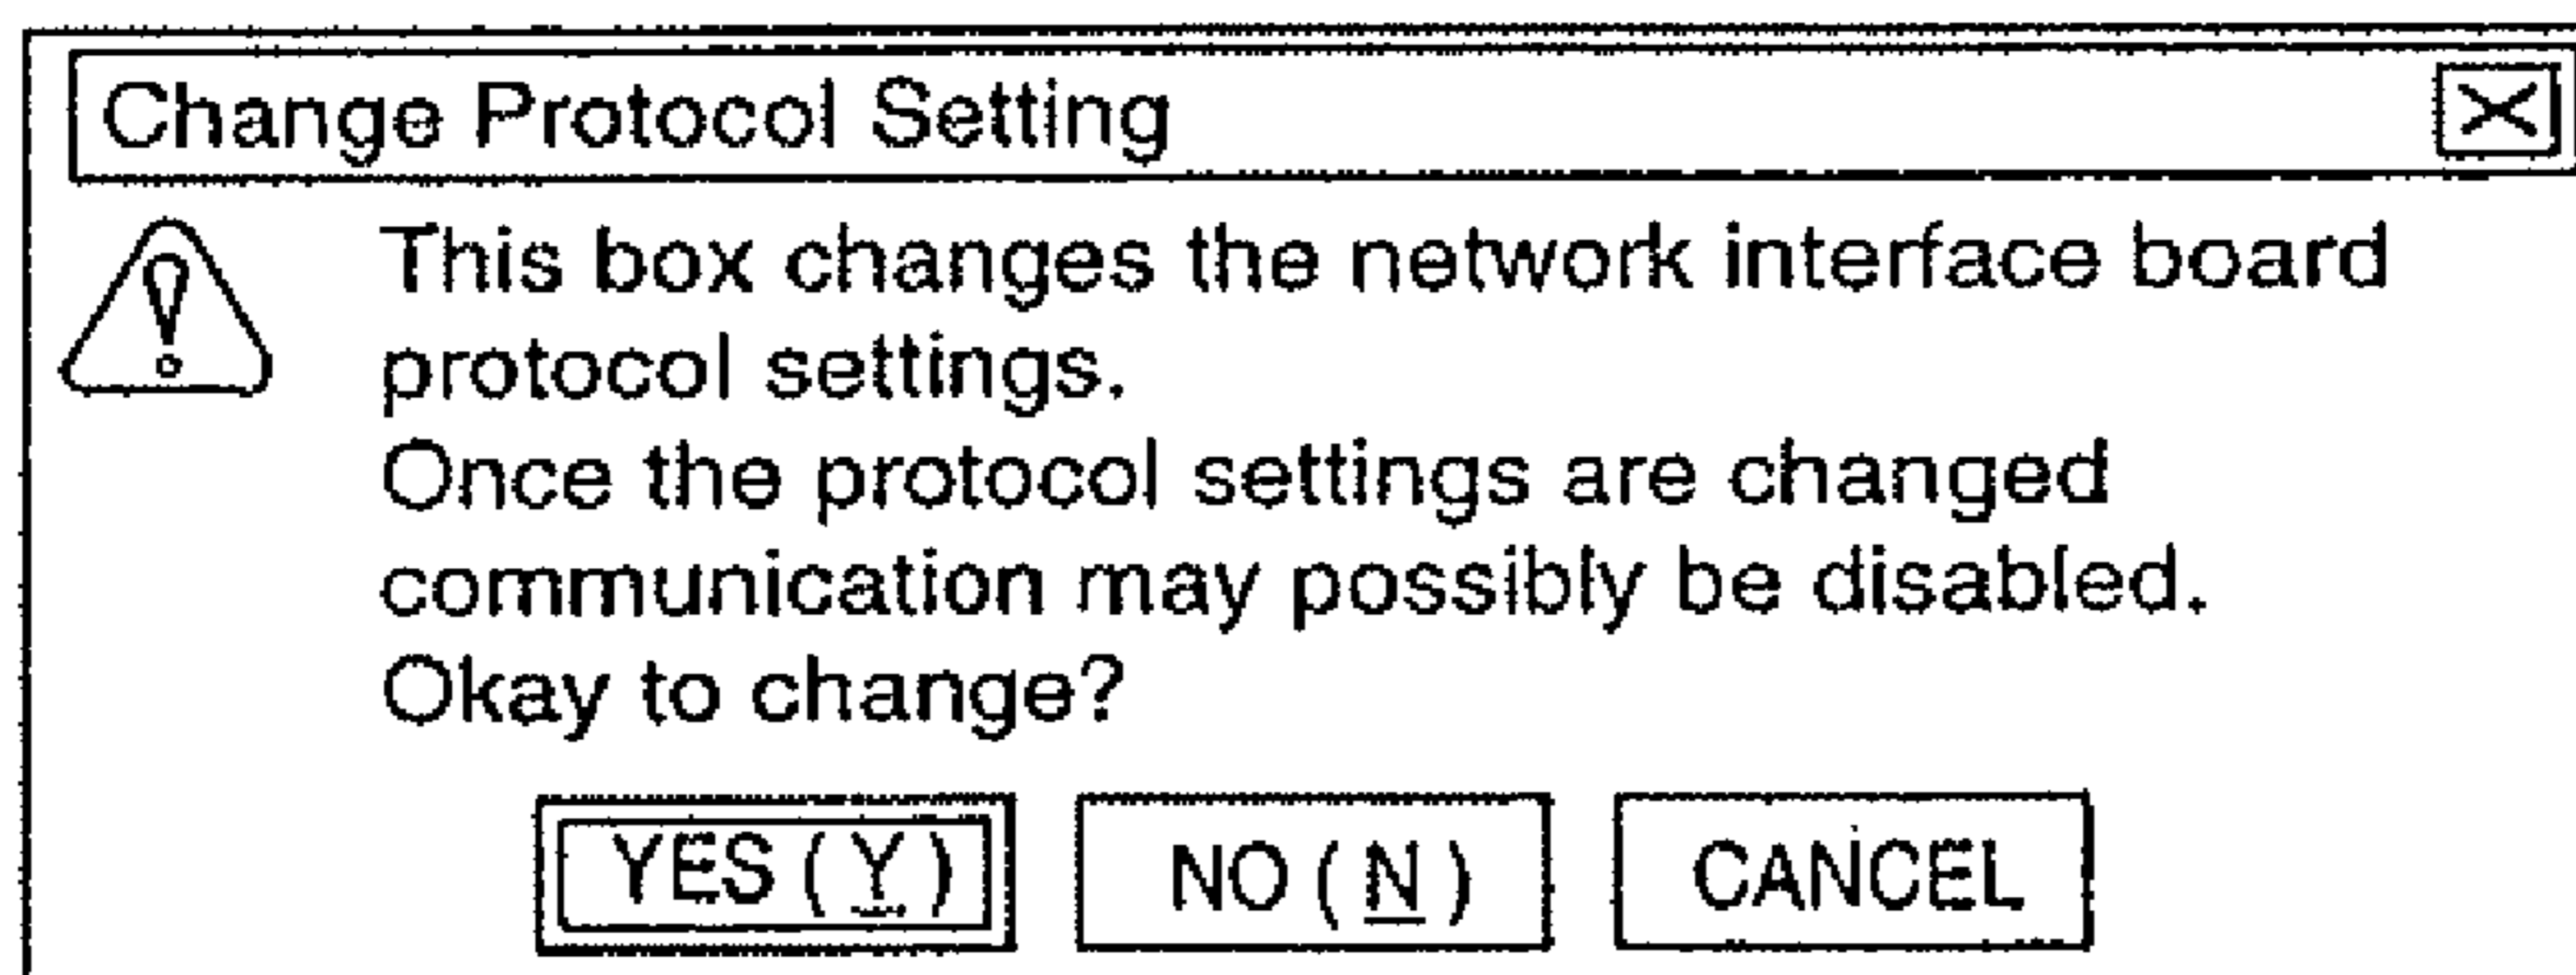 Change Protocol Setting
This box changes the network interface board
protocol settings.
Once the protocol settings are changed
communication may possibly be disabled.
Okay to change?
YES (Y) NO (N) CANCEL